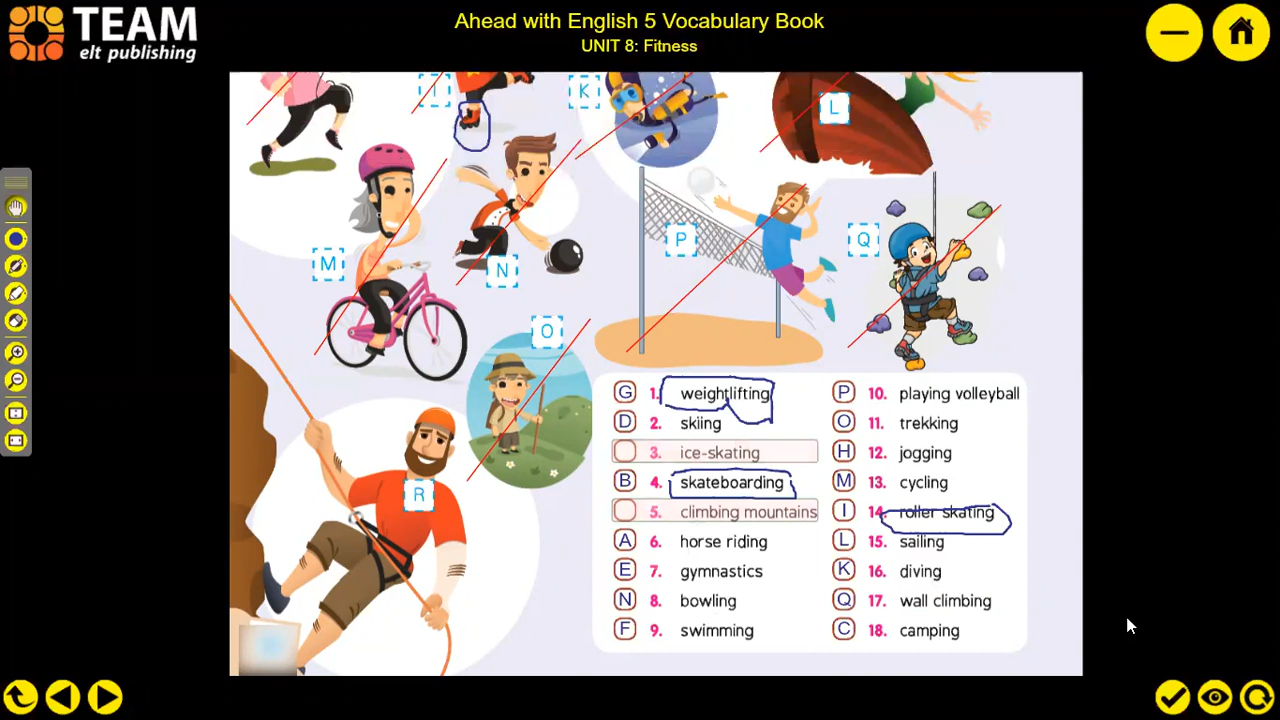 TEAM
elt publishing
Ahead with English 5 Vocabulary Book
UNIT 8: Fitness
I
K
L
M
N
O
P
Q
R
G 1. weightlifting
D 2. skiing
3. ice-skating
B 4. skateboarding
5. climbing mountains
A 6. horse riding
E 7. gymnastics
N 8. bowling
F 9. swimming
P 10. playing volleyball
O 11. trekking
H 12. jogging
M 13. cycling
I 14. roller skating
L 15. sailing
K 16. diving
Q 17. wall climbing
C 18. camping